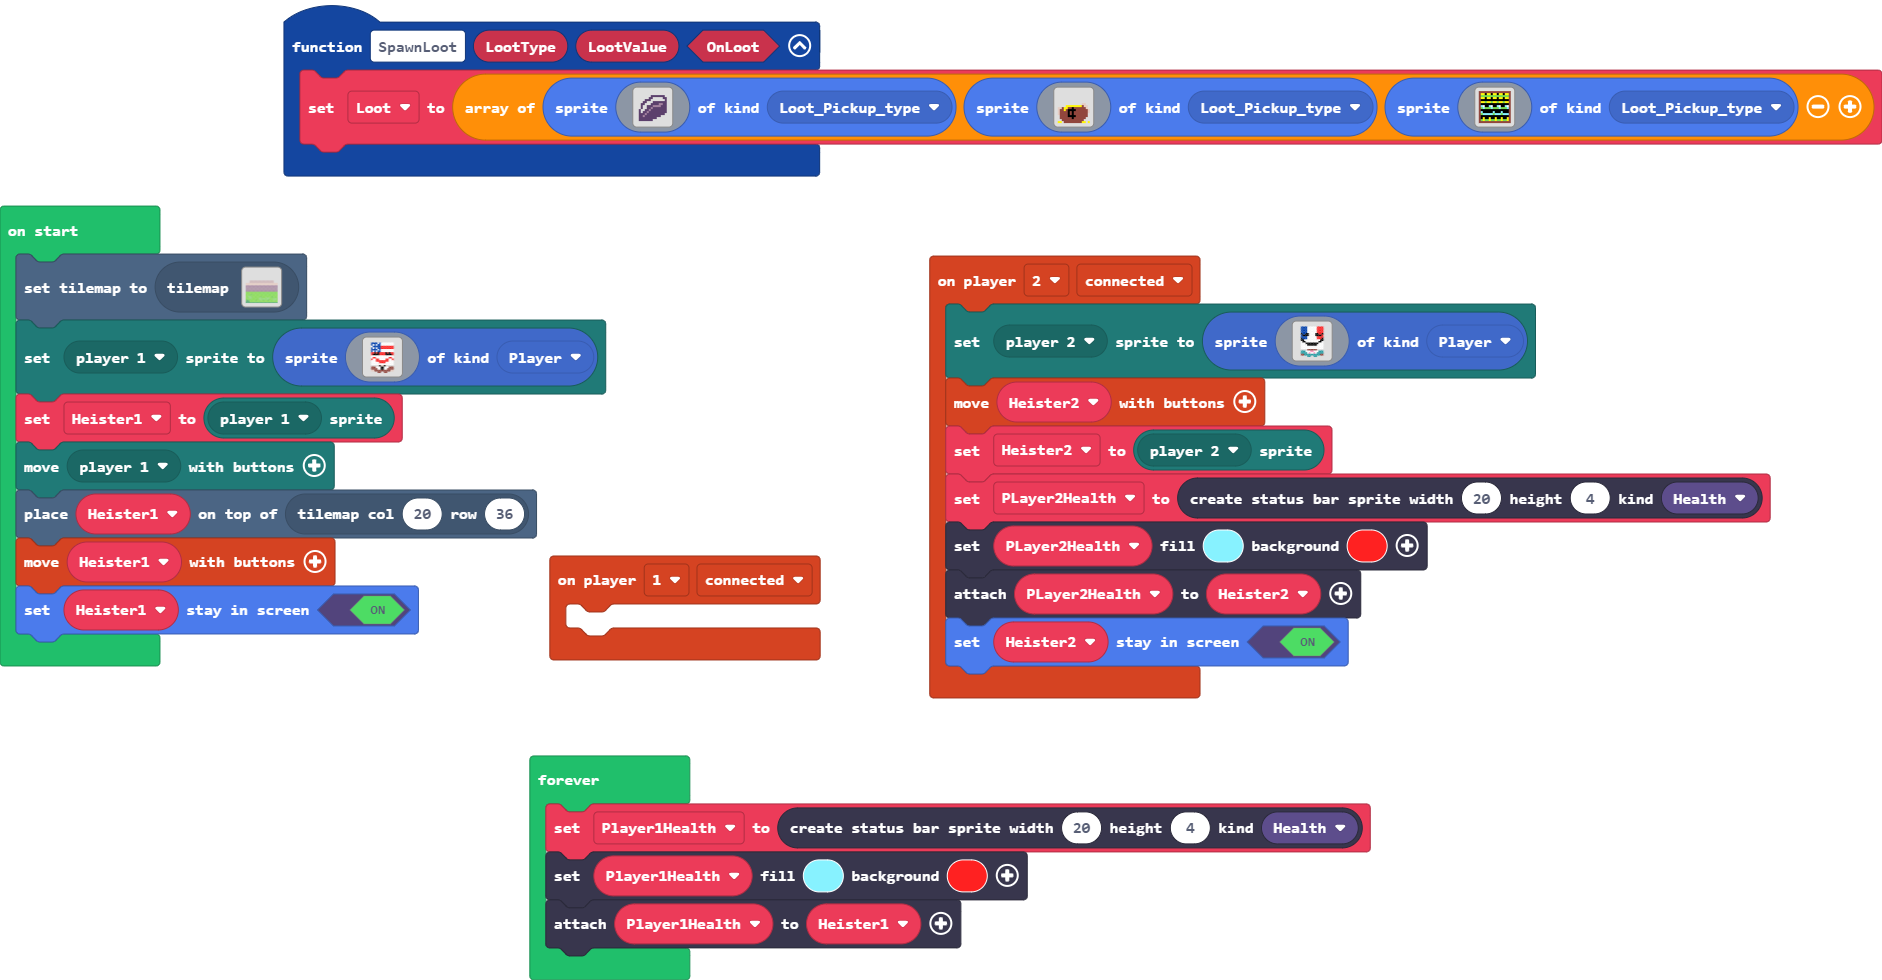 function SpawnLoot LootType LootValue OnLoot
set Loot to array of sprite of kind Loot_Pickup_type sprite of kind Loot_Pickup_type sprite of kind Loot_Pickup_type
on start
set tilemap to tilemap
set player 1 sprite to sprite of kind Player
set Heister1 to player 1 sprite
move player 1 with buttons
place Heister1 on top of tilemap col 20 row 36
move Heister1 with buttons
set Heister1 stay in screen ON
on player 1 connected
on player 2 connected
set player 2 sprite to sprite of kind Player
move Heister2 with buttons
set Heister2 to player 2 sprite
set PLayer2Health to create status bar sprite width 20 height 4 kind Health
set PLayer2Health fill background
attach PLayer2Health to Heister2
set Heister2 stay in screen ON
forever
set Player1Health to create status bar sprite width 20 height 4 kind Health
set Player1Health fill background
attach Player1Health to Heister1